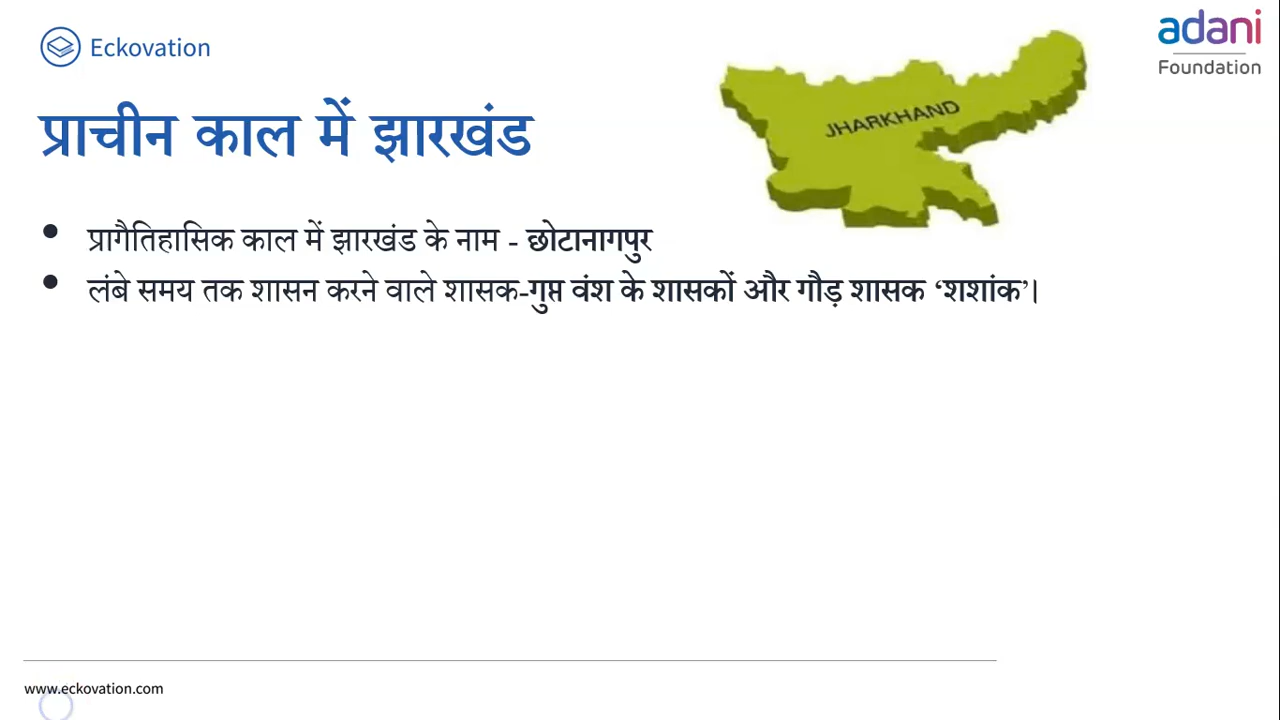 Eckovation
adani
Foundation
JHARKHAND
प्राचीन काल में झारखंड
• प्रागैतिहासिक काल में झारखंड के नाम - छोटानागपुर
• लंबे समय तक शासन करने वाले शासक-गुप्त वंश के शासकों और गौड़ शासक ‘शशांक’।
www.eckovation.com